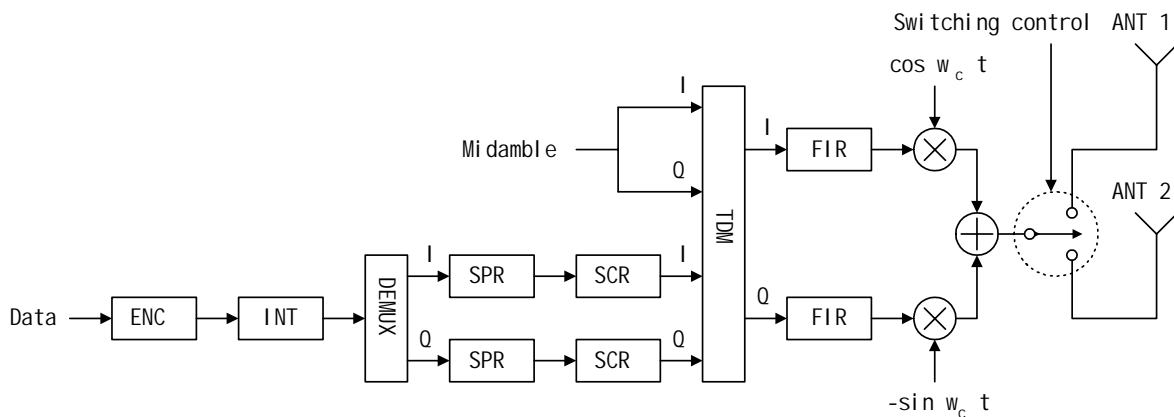 Switching control ANT 1
cos w_c t
I
I
Midamble
FIR
Q
ANT 2
TDM
I
I
SPR
SCR
DEMUX
Q
Data
ENC
INT
FIR
Q
Q
SPR
SCR
-sin w_c t